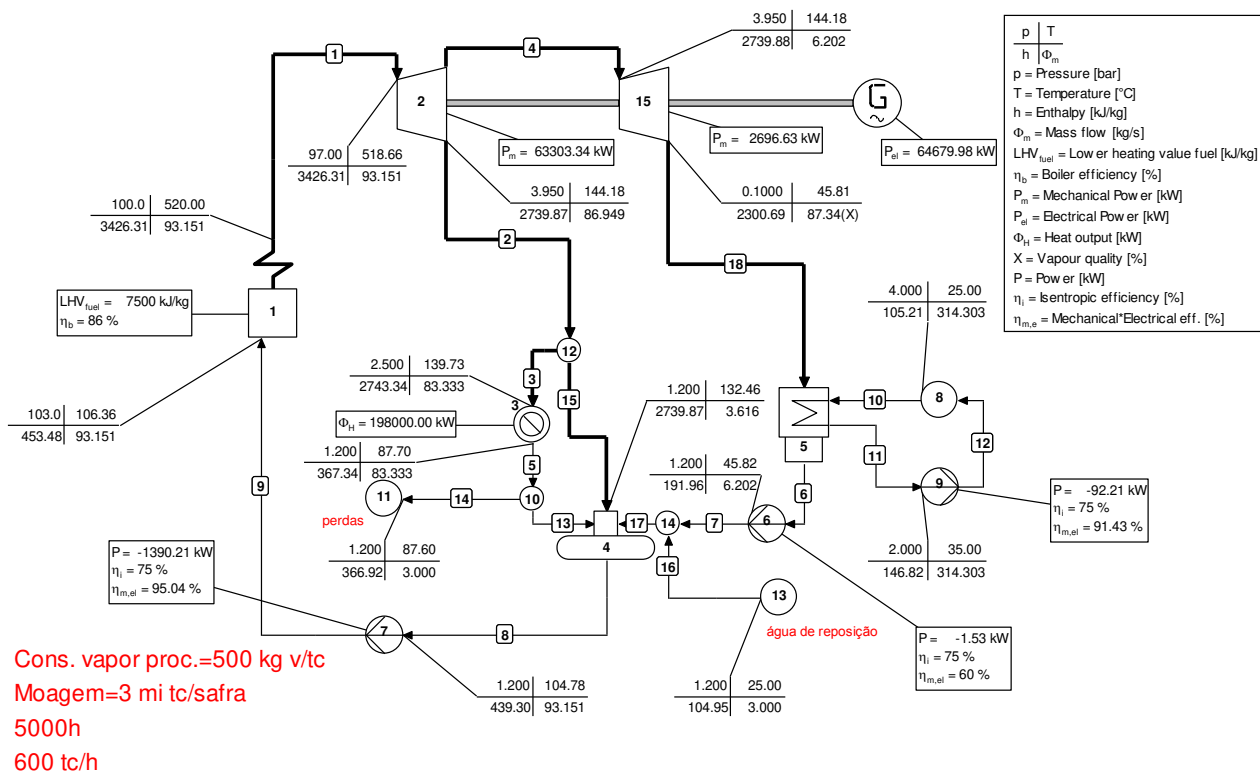 3.950 144.18
2739.88 6.202
p T
h Φm
p = Pressure [bar]
T = Temperature [°C]
h = Enthalpy [kJ/kg]
Φm = Mass flow [kg/s]
LHVfuel = Lower heating value fuel [kJ/kg]
ηb = Boiler efficiency [%]
Pm = Mechanical Power [kW]
Pel = Electrical Power [kW]
ΦH = Heat output [kW]
X = Vapour quality [%]
P = Power [kW]
ηi = Isentropic efficiency [%]
ηm,e = Mechanical*Electrical eff. [%]
1
4
2
15
G
~
Pm = 63303.34 kW
Pm = 2696.63 kW
Pel = 64679.98 kW
97.00 518.66
3426.31 93.151
3.950 144.18
2739.87 86.949
0.1000 45.81
2300.69 87.34(X)
100.0 520.00
3426.31 93.151
2
18
LHVfuel = 7500 kJ/kg
ηb = 86 %
1
4.000 25.00
105.21 314.303
12
2.500 139.73
2743.34 83.333
3
15
1.200 132.46
2739.87 3.616
10
8
3
ΦH = 198000.00 kW
103.0 106.36
453.48 93.151
5
11
12
1.200 87.70
367.34 83.333
5
1.200 45.82
191.96 6.202
6
9
9
11
14
10
13
17
14
7
6
P = -92.21 kW
ηi = 75 %
ηm,el = 91.43 %
perdas
4
1.200 87.60
366.92 3.000
16
2.000 35.00
146.82 314.303
P = -1390.21 kW
ηi = 75 %
ηm,el = 95.04 %
13
água de reposição
7
8
P = -1.53 kW
ηi = 75 %
ηm,el = 60 %
Cons. vapor proc.=500 kg v/tc
Moagem=3 mi tc/safra
5000h
600 tc/h
1.200 104.78
439.30 93.151
1.200 25.00
104.95 3.000